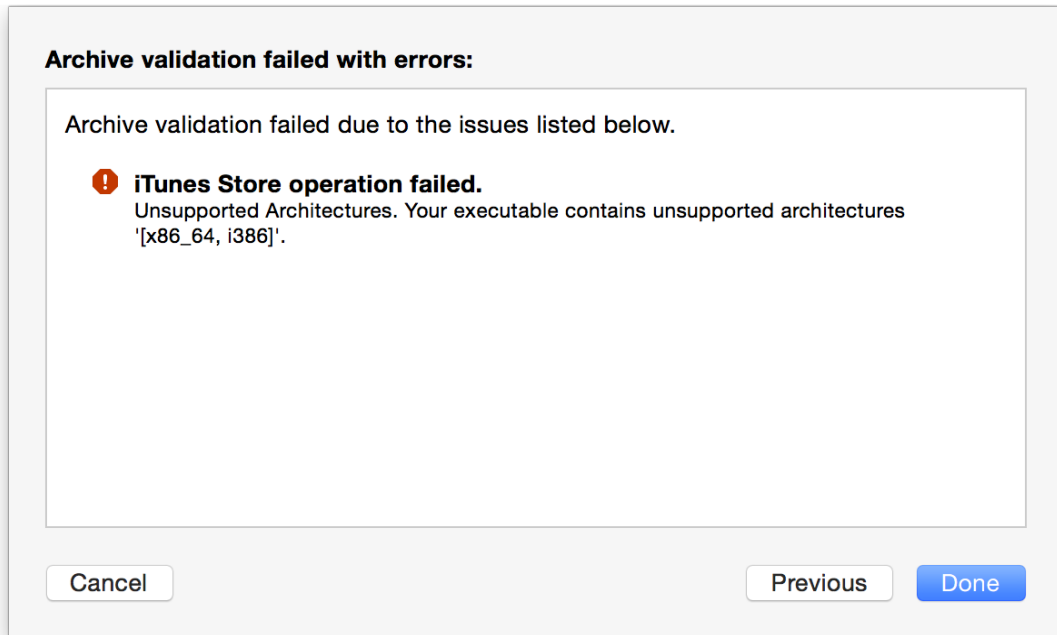 Archive validation failed with errors:
Archive validation failed due to the issues listed below.
iTunes Store operation failed.
Unsupported Architectures. Your executable contains unsupported architectures
'[x86_64, i386]'.
Cancel
Previous
Done